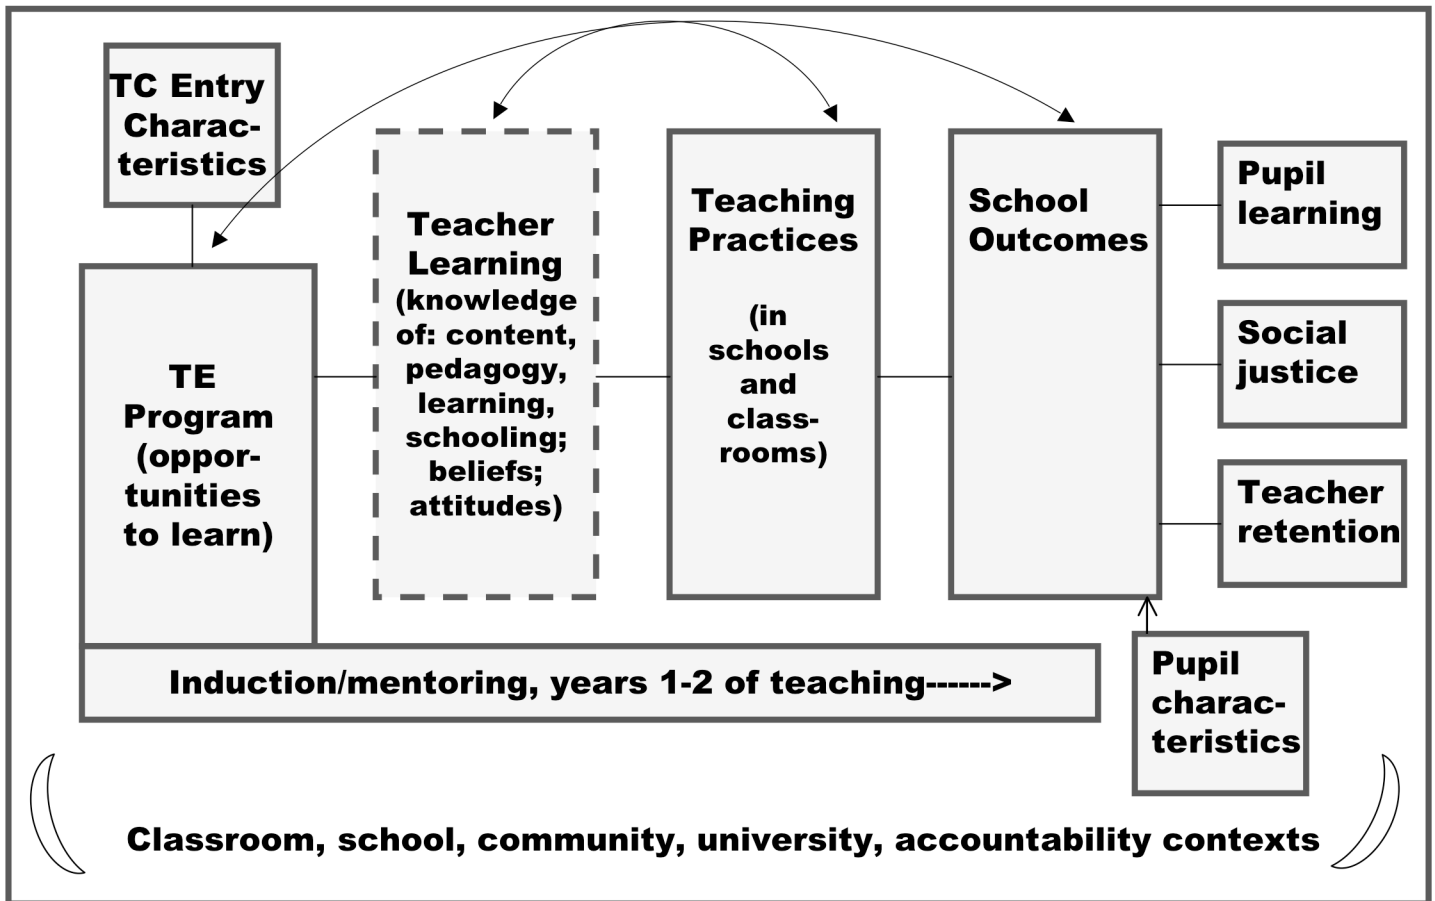 TC Entry
Charac-
teristics
TE
Program
(oppor-
tunities
to learn)
Teacher
Learning
(knowledge
of: content,
pedagogy,
learning,
schooling;
beliefs;
attitudes)
Teaching
Practices
(in
schools
and
class-
rooms)
School
Outcomes
Pupil
learning
Social
justice
Teacher
retention
Induction/mentoring, years 1-2 of teaching------>
Pupil
charac-
teristics
Classroom, school, community, university, accountability contexts